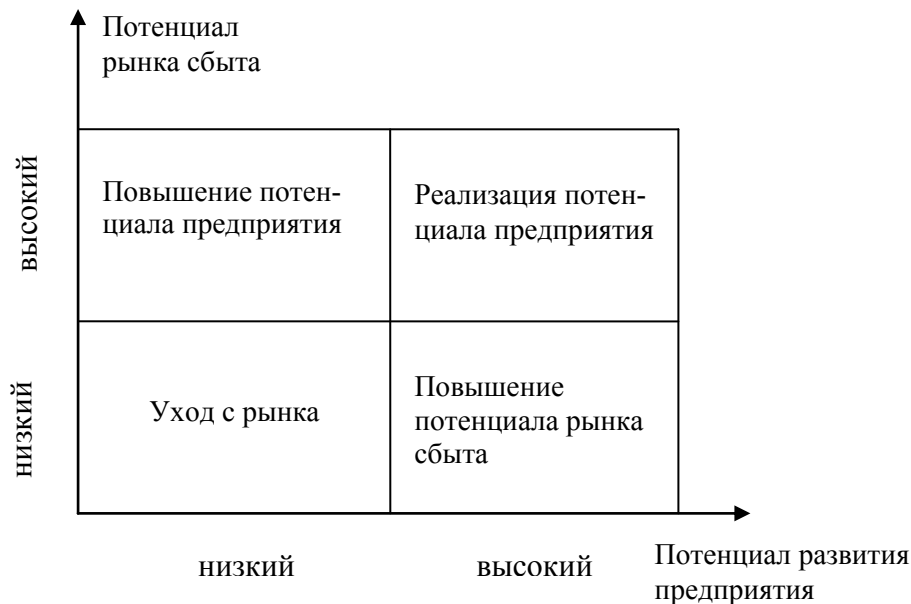 Потенциал
рынка сбыта
высокий
Повышение потен-
циала предприятия
Реализация потен-
циала предприятия
низкий
Уход с рынка
Повышение
потенциала рынка
сбыта
низкий
высокий
Потенциал развития
предприятия